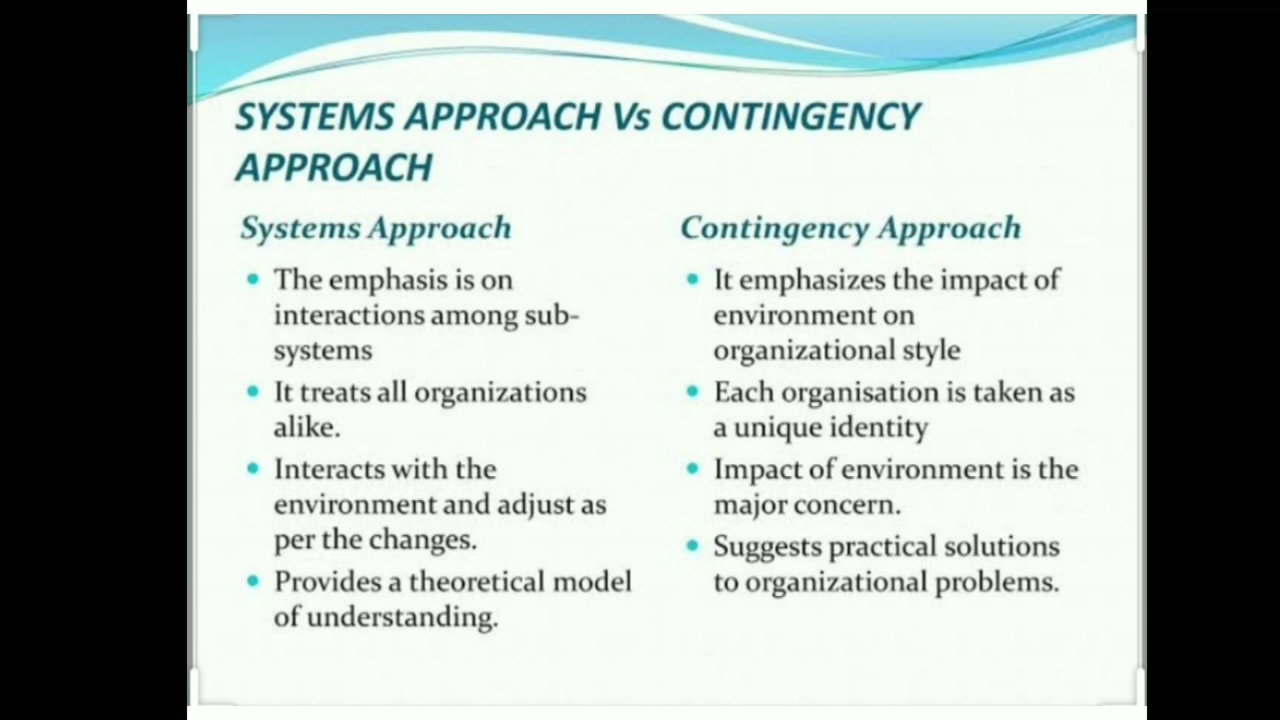 SYSTEMS APPROACH Vs CONTINGENCY
APPROACH
Systems Approach
The emphasis is on
interactions among sub-
systems
It treats all organizations
alike.
Interacts with the
environment and adjust as
per the changes.
Provides a theoretical model
of understanding.
Contingency Approach
It emphasizes the impact of
environment on
organizational style
Each organisation is taken as
a unique identity
Impact of environment is the
major concern.
Suggests practical solutions
to organizational problems.